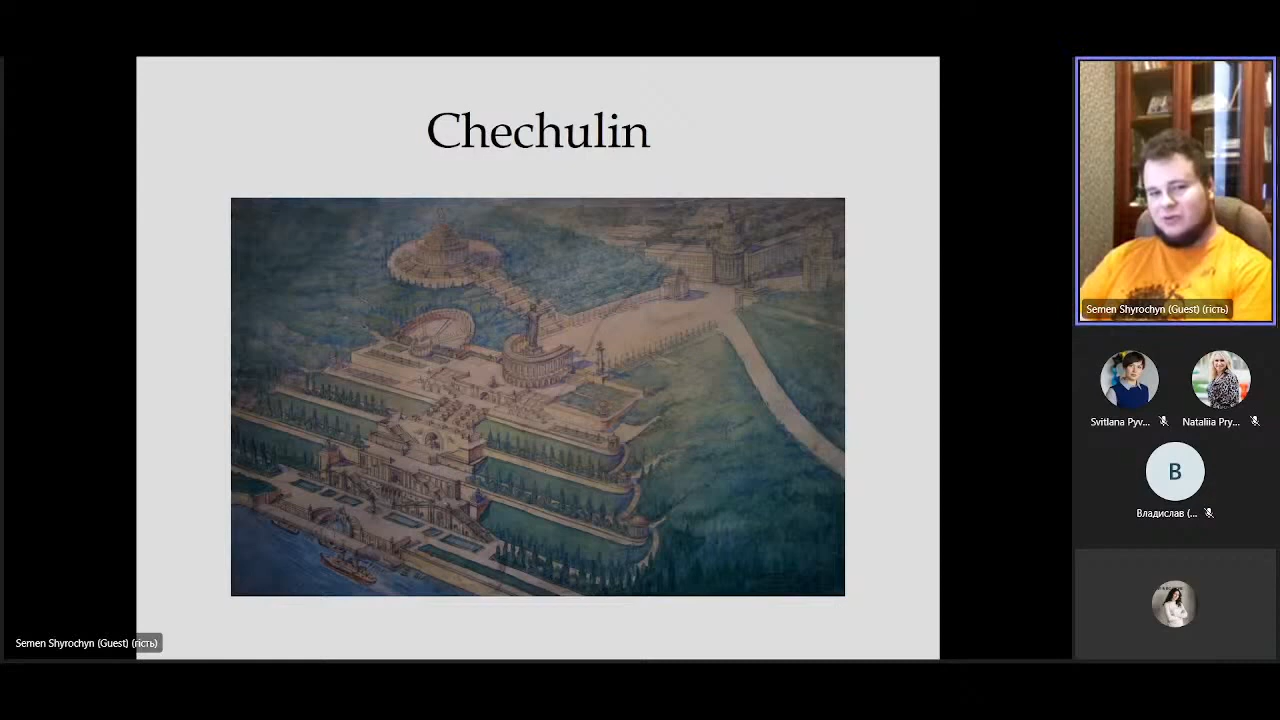 Chechulin
Semen Shyrochyn (Guest) (гість)
Svitlana Pyv...
Nataliia Pry...
B
Владислав (...
Semen Shyrochyn (Guest) (гість)